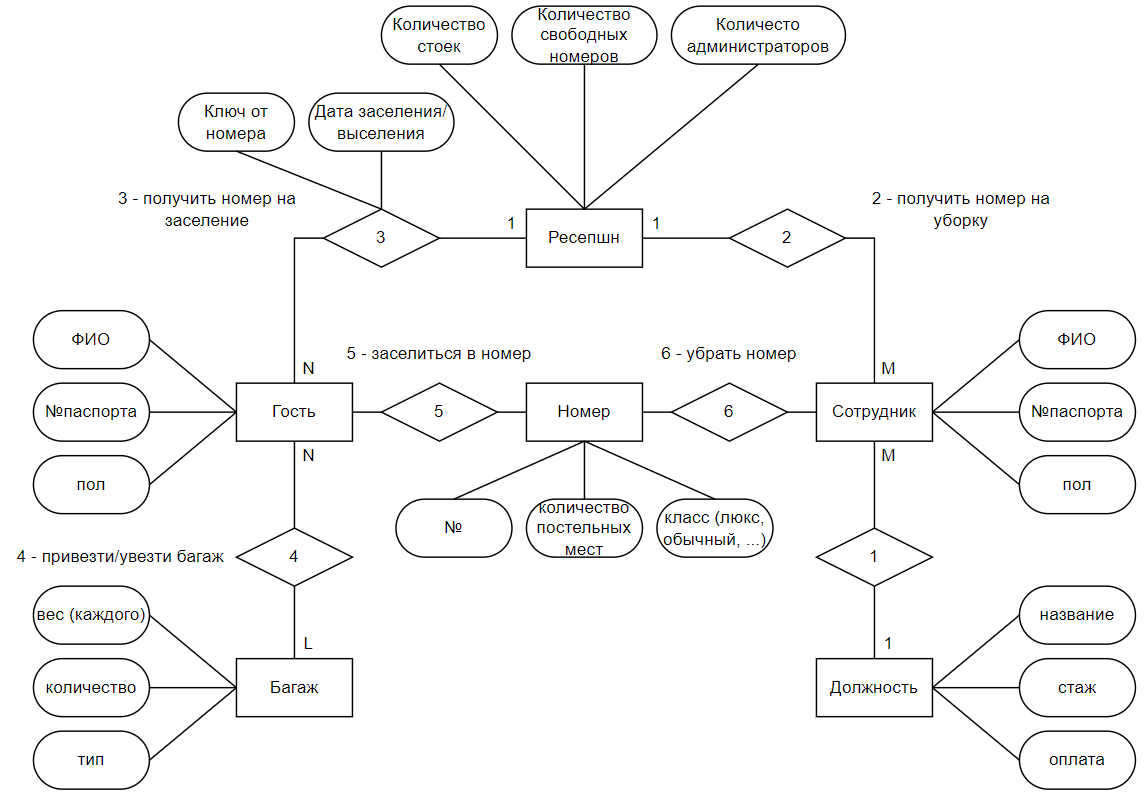 Количество
стоек
Количество
свободных
номеров
Количесто
администраторов
Ключ от
номера
Дата заселения/
выселения
3 - получить номер на
заселение
2 - получить номер на
уборку
3
1
Ресепшн
1
2
ФИО
№паспорта
пол
N
5 - заселиться в номер
6 - убрать номер
M
ФИО
№паспорта
пол
Гость
5
Номер
6
Сотрудник
N
M
№
количество
постельных
мест
класс (люкс,
обычный, ...)
4 - привезти/увезти багаж
4
1
вес (каждого)
количество
тип
L
Багаж
1
Должность
название
стаж
оплата